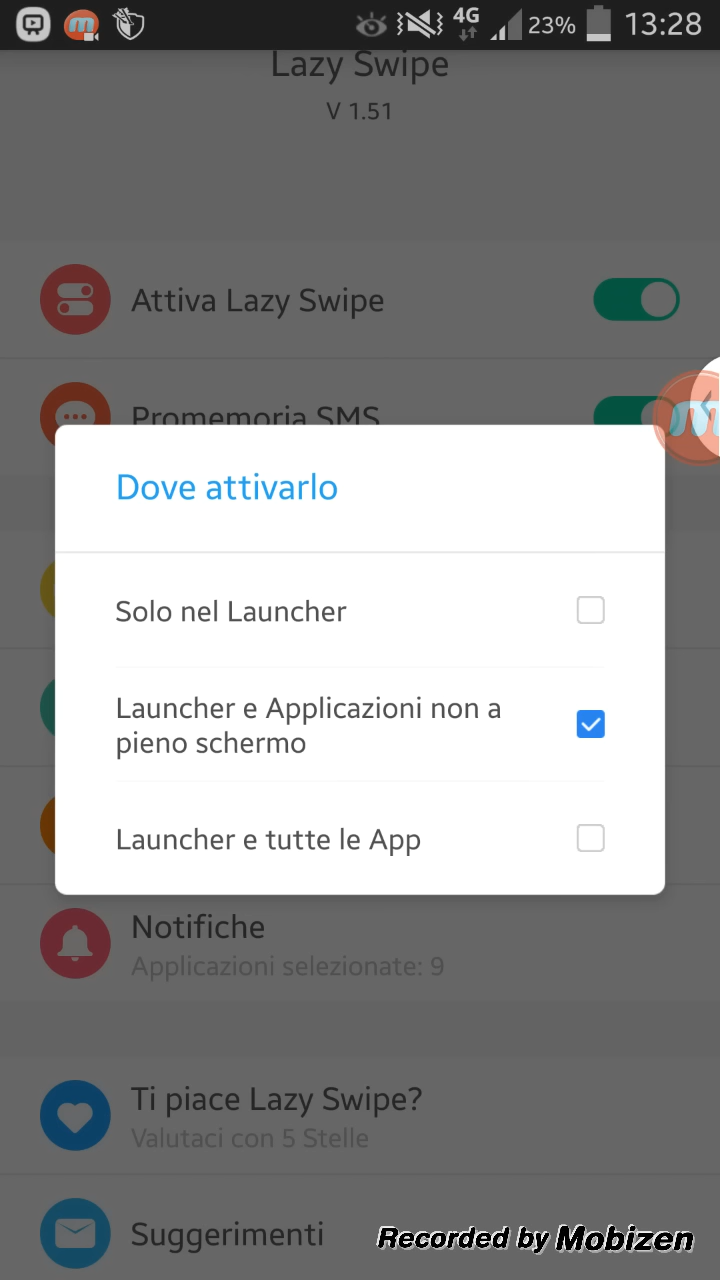 4G 23% 13:28
Lazy Swipe
V 1.51
Attiva Lazy Swipe
Promemoria SMS
Dove attivarlo
Solo nel Launcher
Launcher e Applicazioni non a
pieno schermo
Launcher e tutte le App
Notifiche
Applicazioni selezionate: 9
Ti piace Lazy Swipe?
Valutaci con 5 Stelle
Suggerimenti
Recorded by Mobizen